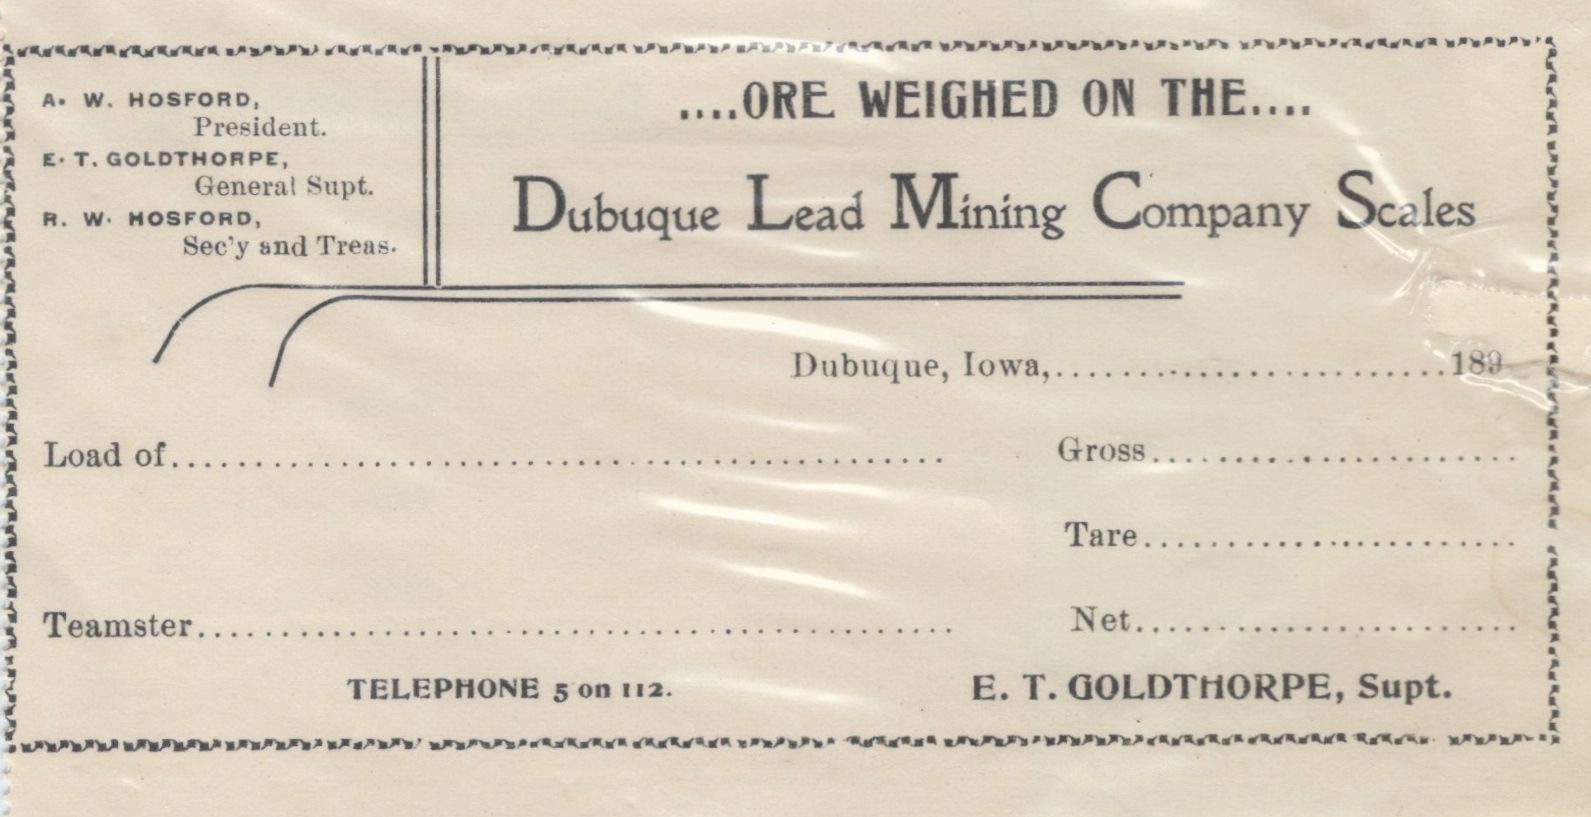 A. W. HOSFORD,
President.
E. T. GOLDTHORPE,
General Supt.
R. W. HOSFORD,
Sec'y and Treas.
....ORE WEIGHED ON THE....
Dubuque Lead Mining Company Scales
Dubuque, Iowa,..........................189
Load of................................................
Gross......................
Tare......................
Teamster................................................
Net......................
TELEPHONE 5 on 112.
E. T. GOLDTHORPE, Supt.